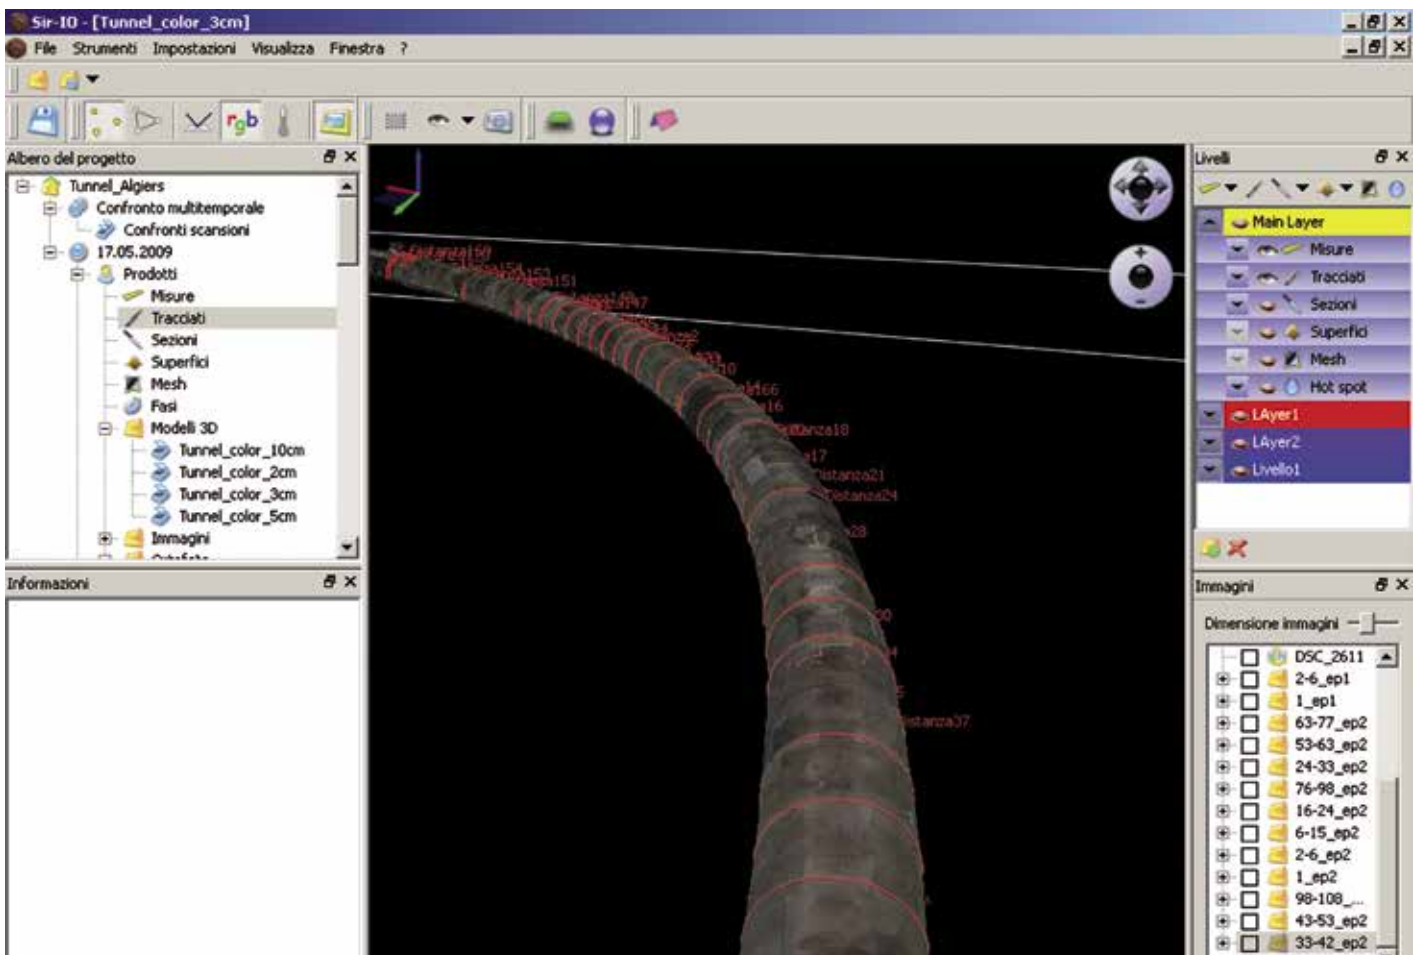 Sir-IO - [Tunnel_color_3cm]
File Strumenti Impostazioni Visualizza Finestra ?
rgb
Albero del progetto
Tunnel_Algiers
Confronto multitemporale
Confronti scansioni
17.05.2009
Prodotti
Misure
Tracciati
Sezioni
Superfici
Mesh
Fasi
Modelli 3D
Tunnel_color_10cm
Tunnel_color_2cm
Tunnel_color_3cm
Tunnel_color_5cm
Immagini
Informazioni
Distanza18
Distanza21
Distanza24
Distanza37
Livelli
Main Layer
Misure
Tracciati
Sezioni
Superfici
Mesh
Hot spot
LAyer1
LAyer2
Livello1
Immagini
Dimensione immagini
DSC_2611
2-6_ep1
1_ep1
63-77_ep2
53-63_ep2
24-33_ep2
76-98_ep2
16-24_ep2
6-15_ep2
2-6_ep2
1_ep2
98-108_...
43-53_ep2
33-42_ep2